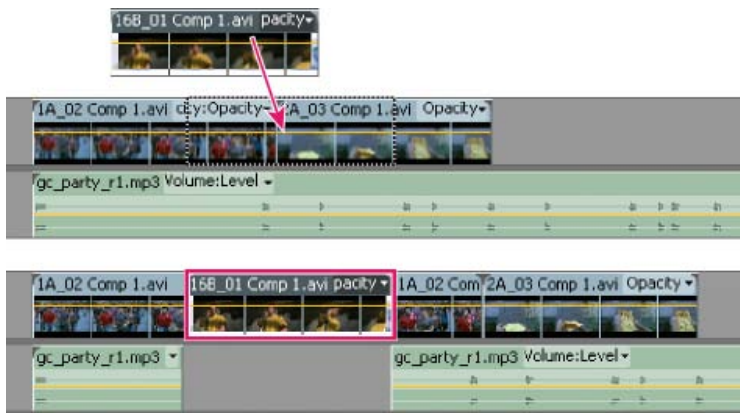 16B_01 Comp 1.avi pacity
1A_02 Comp 1.avi city:Opacity 2A_03 Comp 1.avi Opacity
gc_party_r1.mp3 Volume:Level
1A_02 Comp 1.avi 16B_01 Comp 1.avi pacity 1A_02 Com 2A_03 Comp 1.avi Opacity
gc_party_r1.mp3 gc_party_r1.mp3 Volume:Level